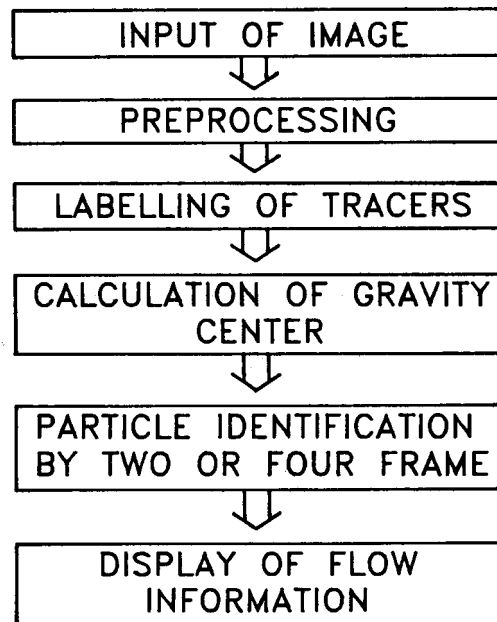 INPUT OF IMAGE
PREPROCESSING
LABELLING OF TRACERS
CALCULATION OF GRAVITY
CENTER
PARTICLE IDENTIFICATION
BY TWO OR FOUR FRAME
DISPLAY OF FLOW
INFORMATION